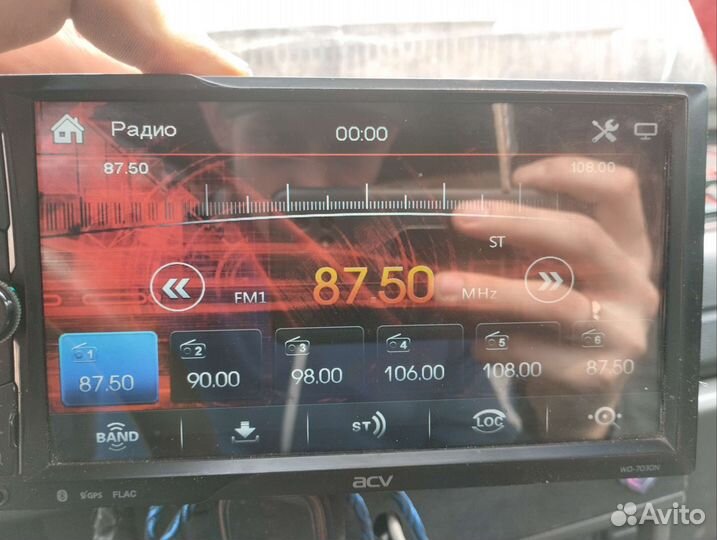 Радио 00:00
87.50 108.00
ST
FM1 87.50 MHz
1 2 3 4 5 6
87.50 90.00 98.00 106.00 108.00 87.50
BAND ST LOC
GPS FLAC acv WD-7030N
Avito